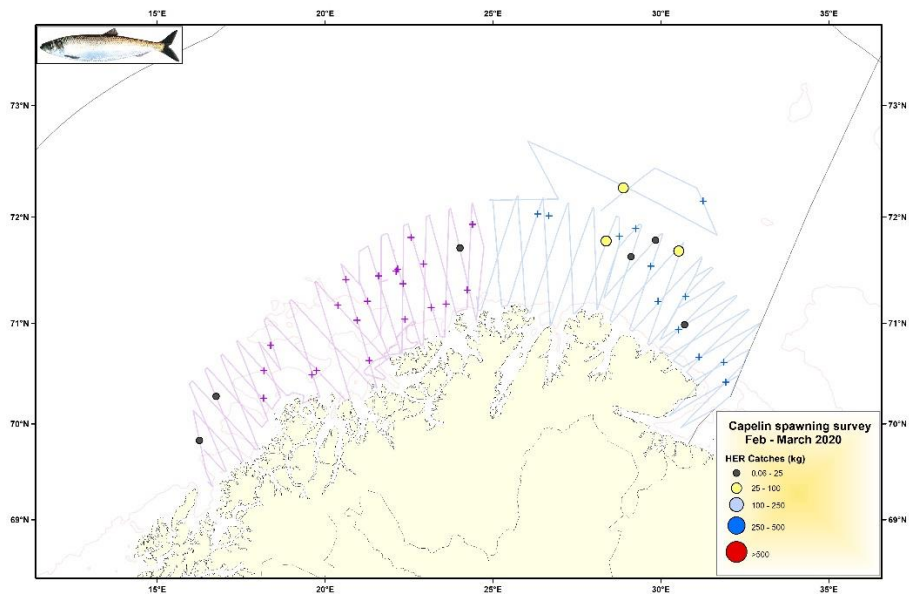 15°E 20°E 25°E 30°E 35°E
73°N 73°N
72°N 72°N
71°N 71°N
70°N 70°N
69°N 69°N
Capelin spawning survey
Feb - March 2020
HER Catches (kg)
0.06 - 25
25 - 100
100 - 250
250 - 500
>500
15°E 20°E 25°E 30°E 35°E